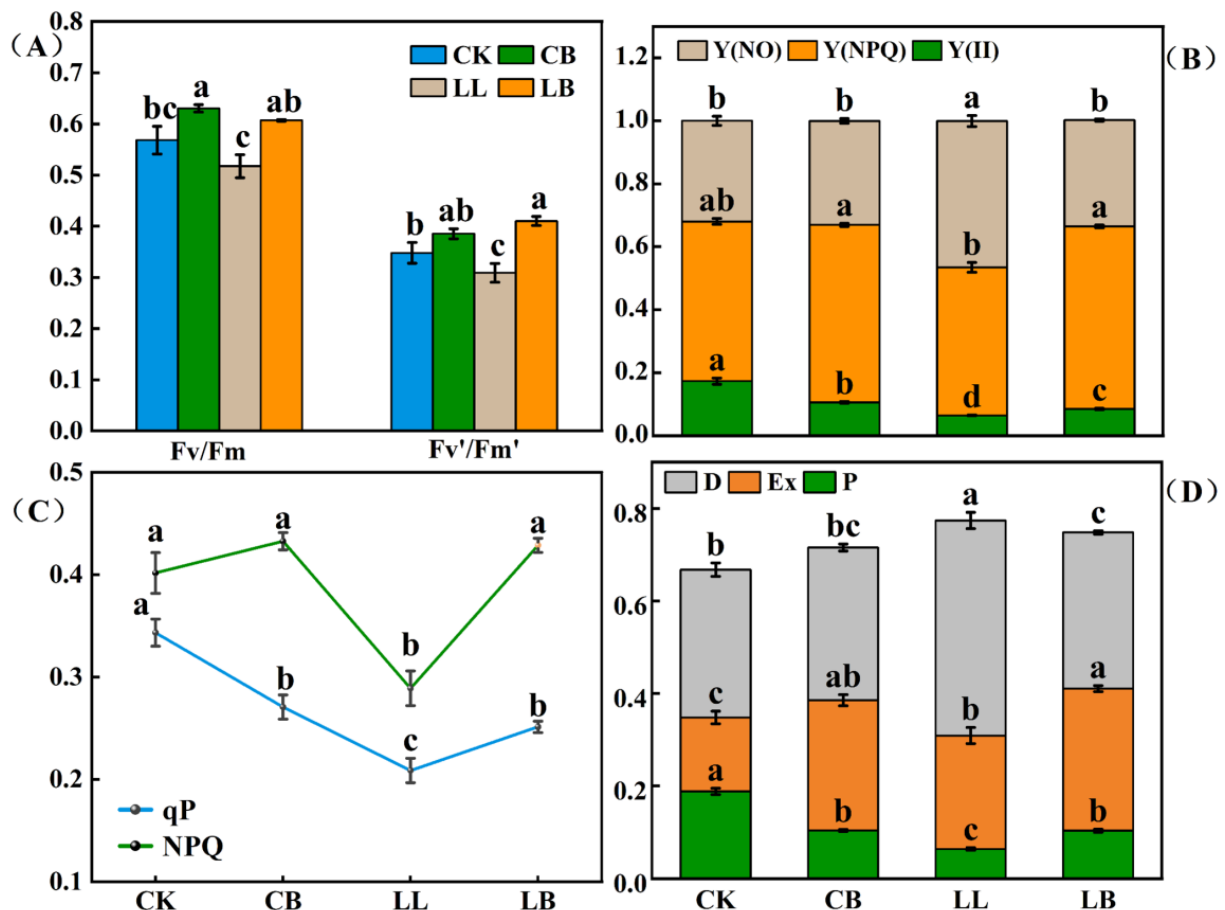 (A)
0.8
0.7
0.6
0.5
0.4
0.3
0.2
0.1
0.0
CK CB
LL LB
bc a c ab
b ab c a
Fv/Fm Fv'/Fm'
(B)
1.2
1.0
0.8
0.6
0.4
0.2
0.0
Y(NO) Y(NPQ) Y(II)
b b a b
ab a b a
a b d c
(C)
0.5
0.4
0.3
0.2
0.1
a a b a
a b c b
qP
NPQ
CK CB LL LB
(D)
0.8
0.6
0.4
0.2
0.0
D Ex P
b bc a c
c ab b a
a b c b
CK CB LL LB